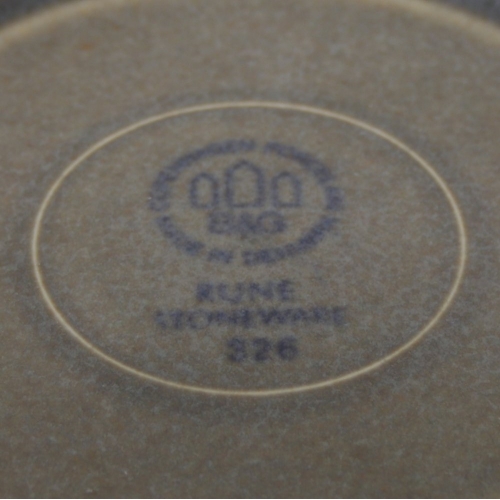 COPENHAGEN PORCELAIN
B&G
MADE IN DENMARK
RUNE
STONEWARE
326